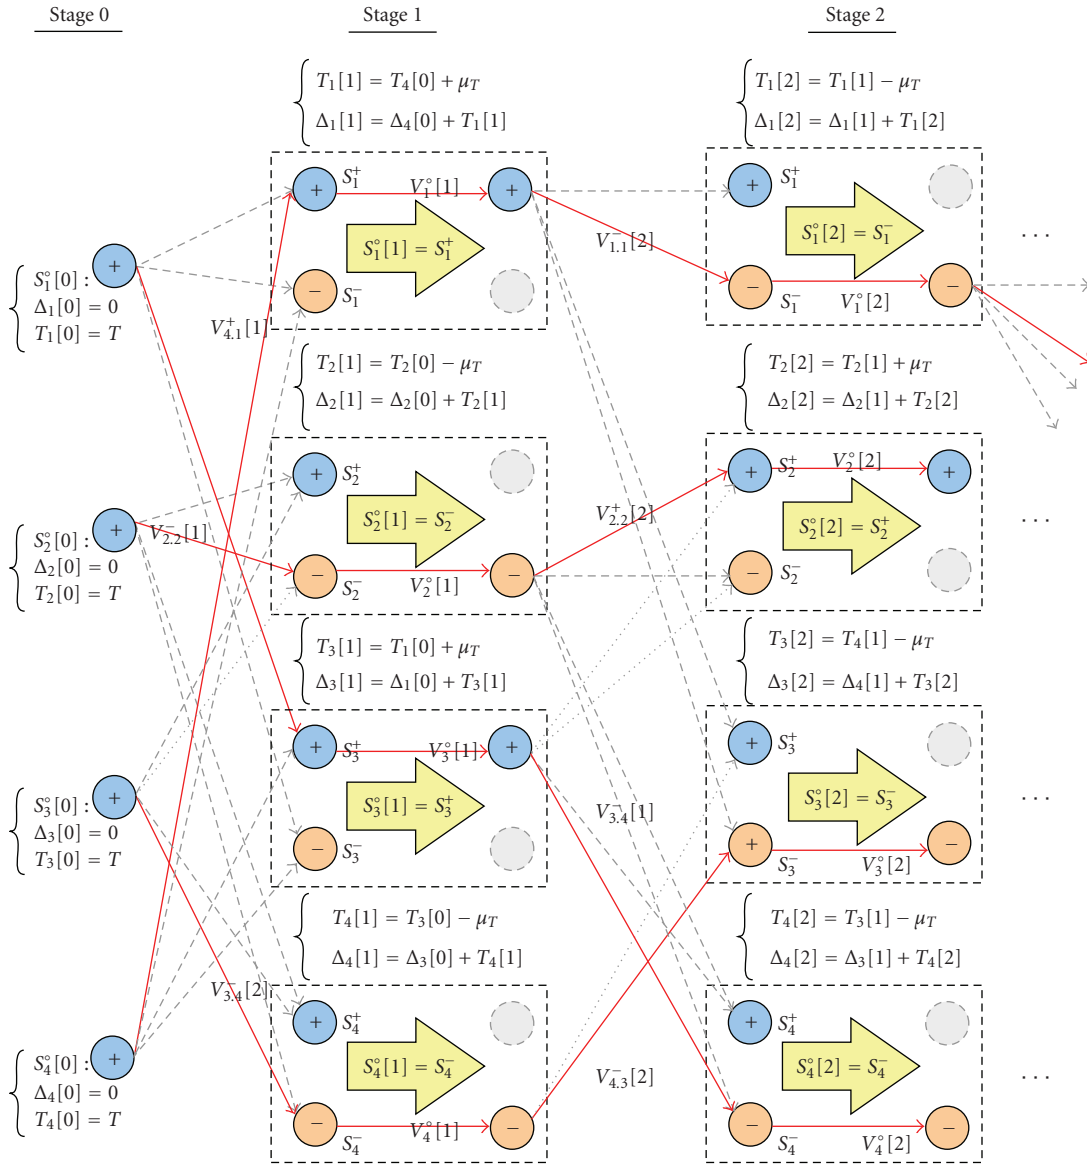 Stage 0
Stage 1
Stage 2
T₁[1] = T₄[0] + μ_T
Δ₁[1] = Δ₄[0] + T₁[1]
T₁[2] = T₁[1] − μ_T
Δ₁[2] = Δ₁[1] + T₁[2]
+
S₁°[0] :
Δ₁[0] = 0
T₁[0] = T
+
S₁⁺
V₁°[1]
+
S₁°[1] = S₁⁺
−
S₁⁻
V₄.₁⁺[1]
V₁.₁⁻[2]
+
S₁⁺
S₁°[2] = S₁⁻
−
S₁⁻
V₁°[2]
−
· · ·
T₂[1] = T₂[0] − μ_T
Δ₂[1] = Δ₂[0] + T₂[1]
T₂[2] = T₂[1] + μ_T
Δ₂[2] = Δ₂[1] + T₂[2]
+
S₂°[0] :
Δ₂[0] = 0
T₂[0] = T
V₂.₂⁻[1]
+
S₂⁺
S₂°[1] = S₂⁻
−
S₂⁻
V₂°[1]
−
V₂.₂⁺[2]
+
S₂⁺
V₂°[2]
+
S₂°[2] = S₂⁺
−
S₂⁻
· · ·
T₃[1] = T₁[0] + μ_T
Δ₃[1] = Δ₁[0] + T₃[1]
T₃[2] = T₄[1] − μ_T
Δ₃[2] = Δ₄[1] + T₃[2]
+
S₃°[0] :
Δ₃[0] = 0
T₃[0] = T
+
S₃⁺
V₃°[1]
+
S₃°[1] = S₃⁺
−
S₃⁻
V₃.₄⁻[1]
+
S₃⁺
S₃°[2] = S₃⁻
+
S₃⁻
V₃°[2]
−
· · ·
T₄[1] = T₃[0] − μ_T
Δ₄[1] = Δ₃[0] + T₄[1]
T₄[2] = T₃[1] − μ_T
Δ₄[2] = Δ₃[1] + T₄[2]
V₃.₄⁻[2]
+
S₄°[0] :
Δ₄[0] = 0
T₄[0] = T
+
S₄⁺
S₄°[1] = S₄⁻
−
S₄⁻
V₄°[1]
−
V₄.₃⁻[2]
+
S₄⁺
S₄°[2] = S₄⁻
−
S₄⁻
V₄°[2]
−
· · ·